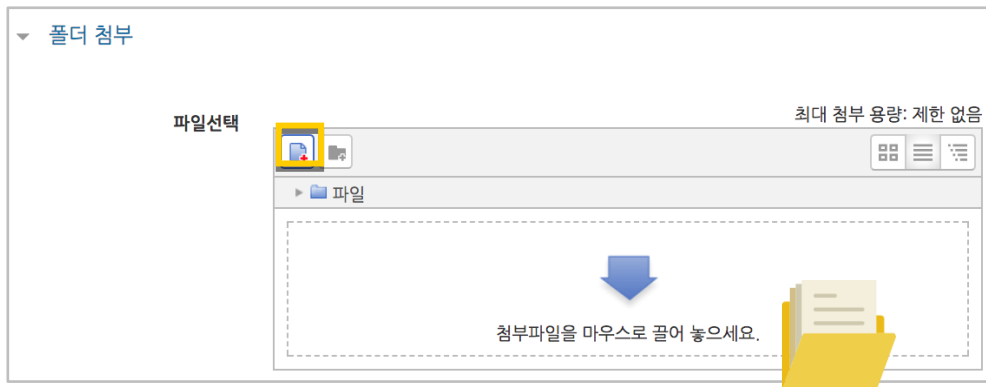 폴더 첨부
최대 첨부 용량: 제한 없음
파일선택
파일
첨부파일을 마우스로 끌어 놓으세요.